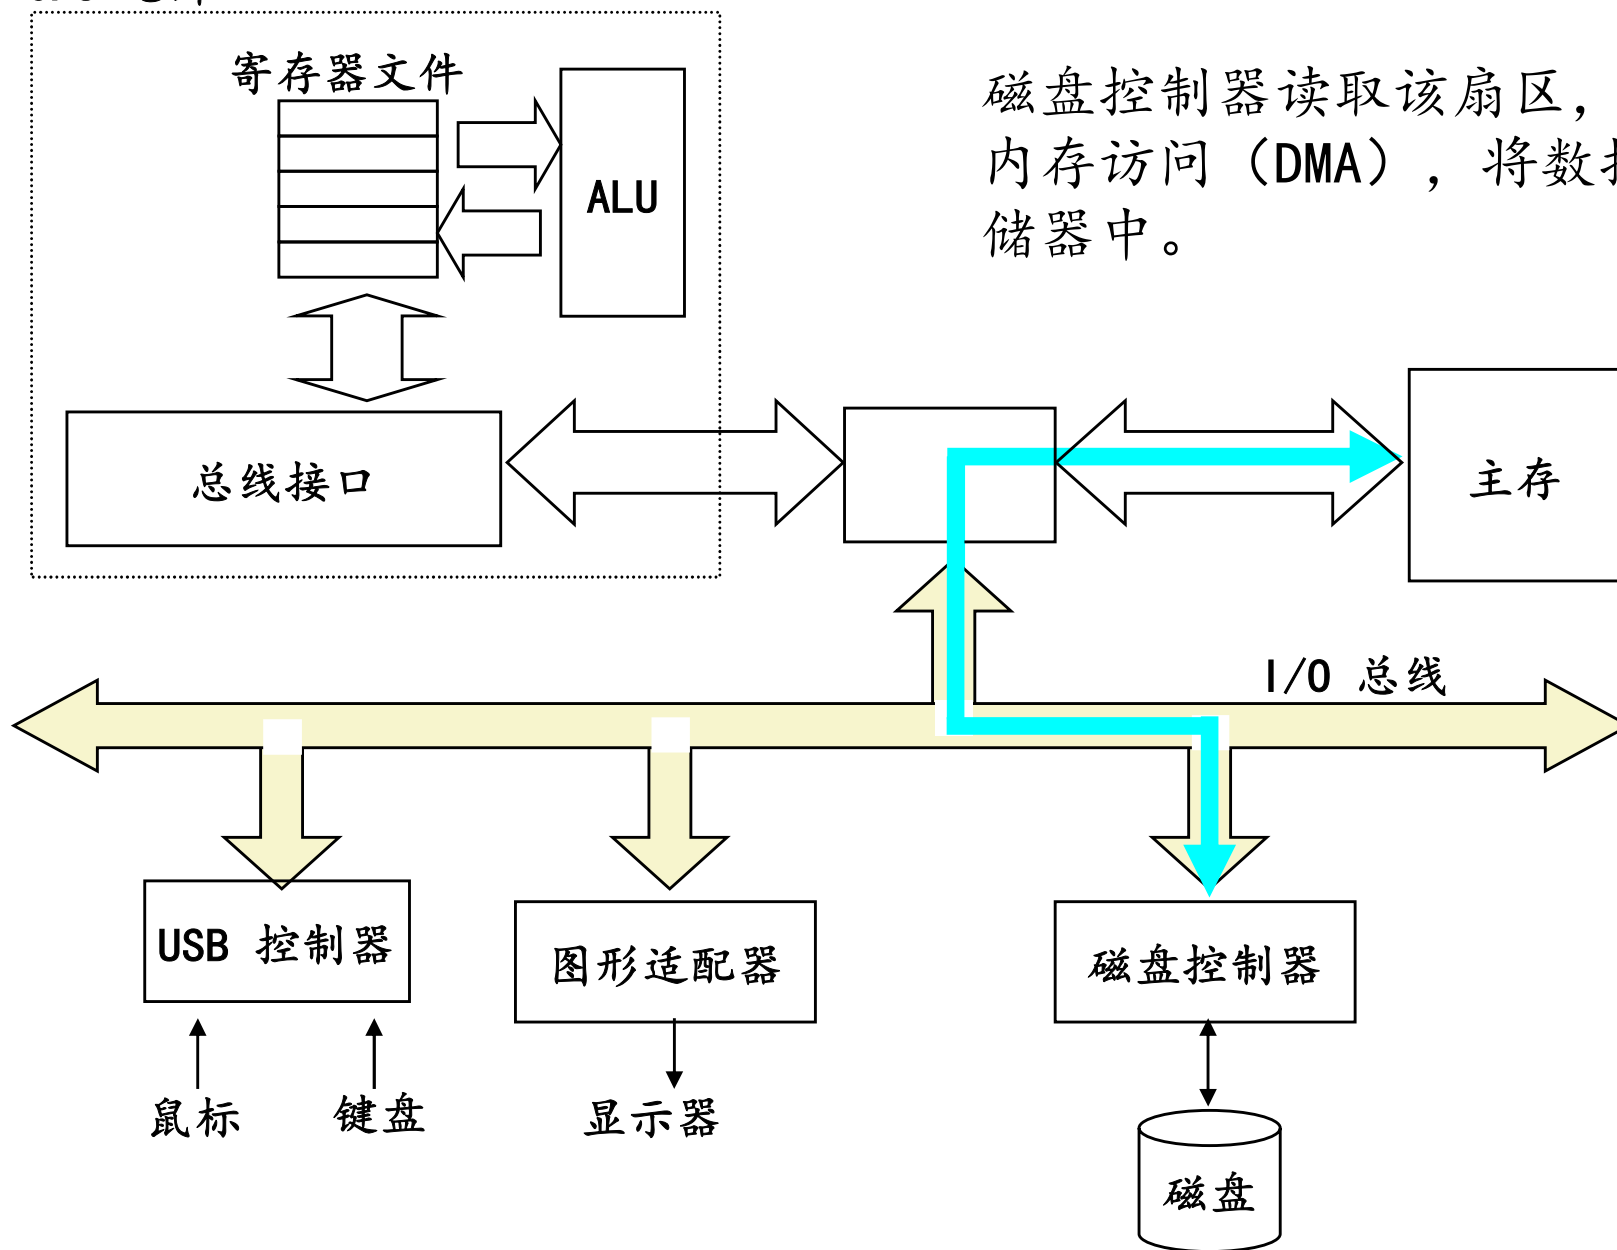 寄存器文件
磁盘控制器读取该扇区,
内存访问（DMA）, 将数
储器中。
ALU
总线接口
主存
I/O 总线
USB 控制器
图形适配器
磁盘控制器
鼠标
键盘
显示器
磁盘